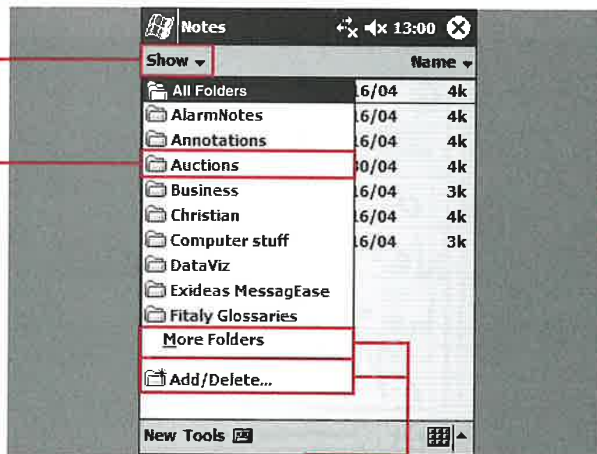 Notes 13:00
Show Name
All Folders 16/04 4k
AlarmNotes 16/04 4k
Annotations 16/04 4k
Auctions 30/04 4k
Business 16/04 3k
Christian 16/04 4k
Computer stuff 16/04 3k
DataViz
Exideas MessagEase
Fitaly Glossaries
More Folders
Add/Delete...
New Tools